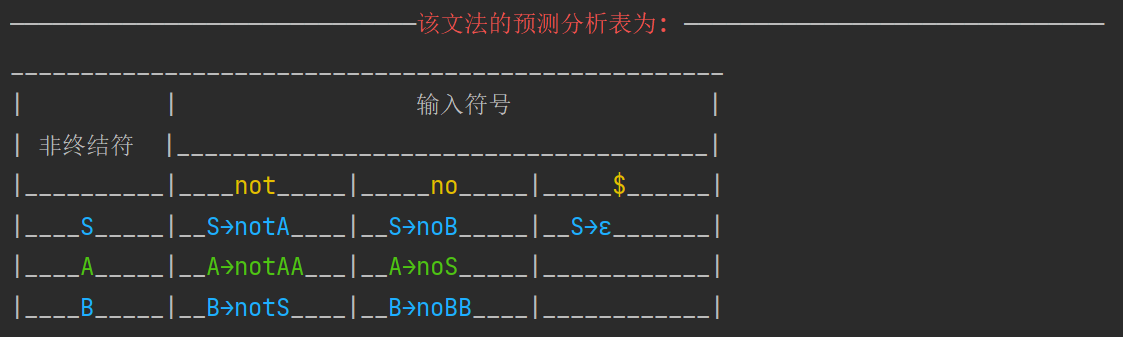 该文法的预测分析表为:
___________________________________________________
|          |                 输入符号              |
| 非终结符  |______________________________________|
|__________|____not_____|_____no_____|_____$______|
|____S_____|__S→notA____|__S→noB_____|__S→ε_______|
|____A_____|__A→notAA___|__A→noS_____|____________|
|____B_____|__B→notS____|__B→noBB____|____________|